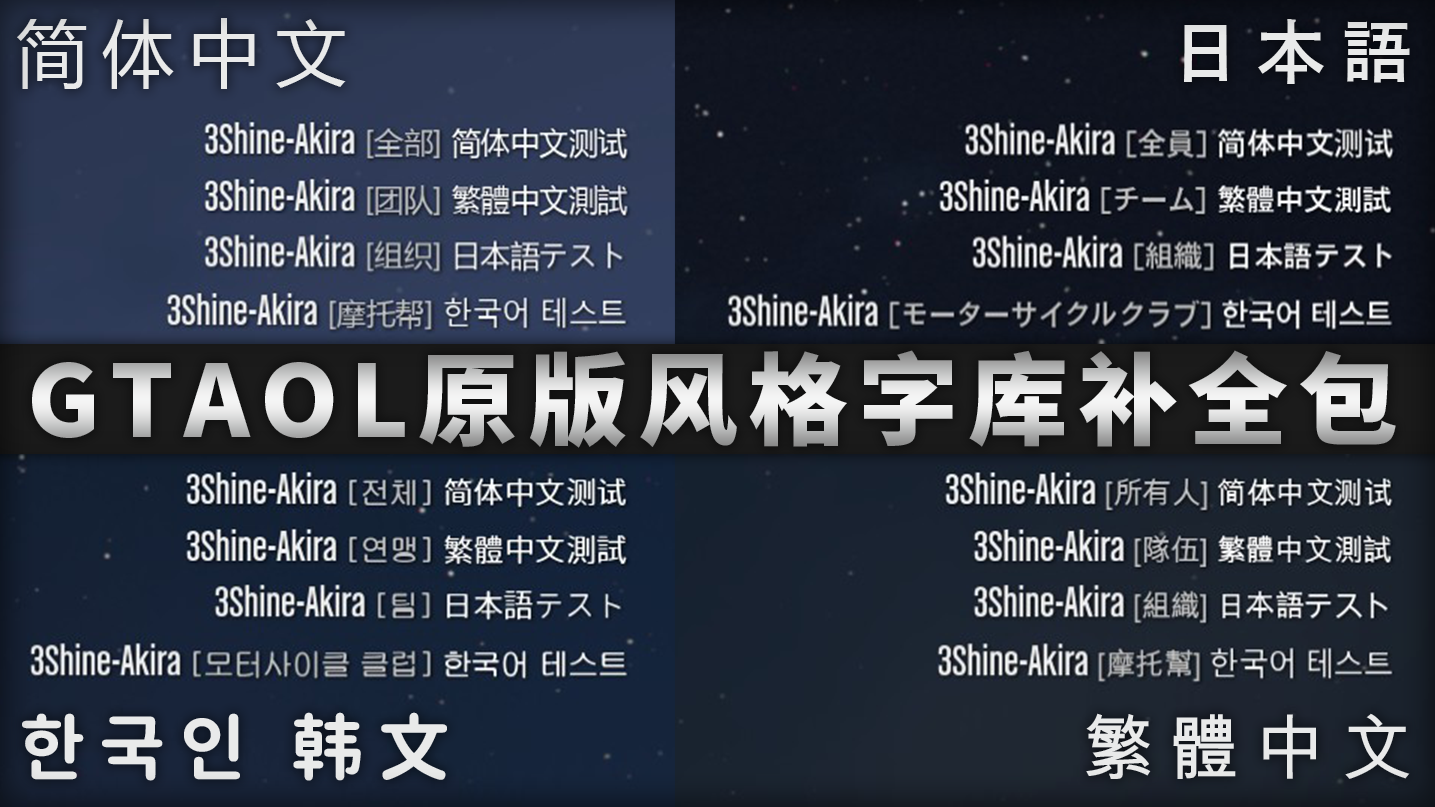 简体中文
3Shine-Akira [全部] 简体中文测试
3Shine-Akira [团队] 繁體中文測試
3Shine-Akira [组织] 日本語テスト
3Shine-Akira [摩托帮] 한국어 테스트
日本語
3Shine-Akira [全員] 简体中文测试
3Shine-Akira [チーム] 繁體中文測試
3Shine-Akira [組織] 日本語テスト
3Shine-Akira [モーターサイクルクラブ] 한국어 테스트
GTAOL原版风格字库补全包
3Shine-Akira [전체] 简体中文测试
3Shine-Akira [연맹] 繁體中文測試
3Shine-Akira [팀] 日本語テスト
3Shine-Akira [모터사이클 클럽] 한국어 테스트
한국인 韩文
3Shine-Akira [所有人] 简体中文测试
3Shine-Akira [隊伍] 繁體中文測試
3Shine-Akira [組織] 日本語テスト
3Shine-Akira [摩托幫] 한국어 테스트
繁體中文